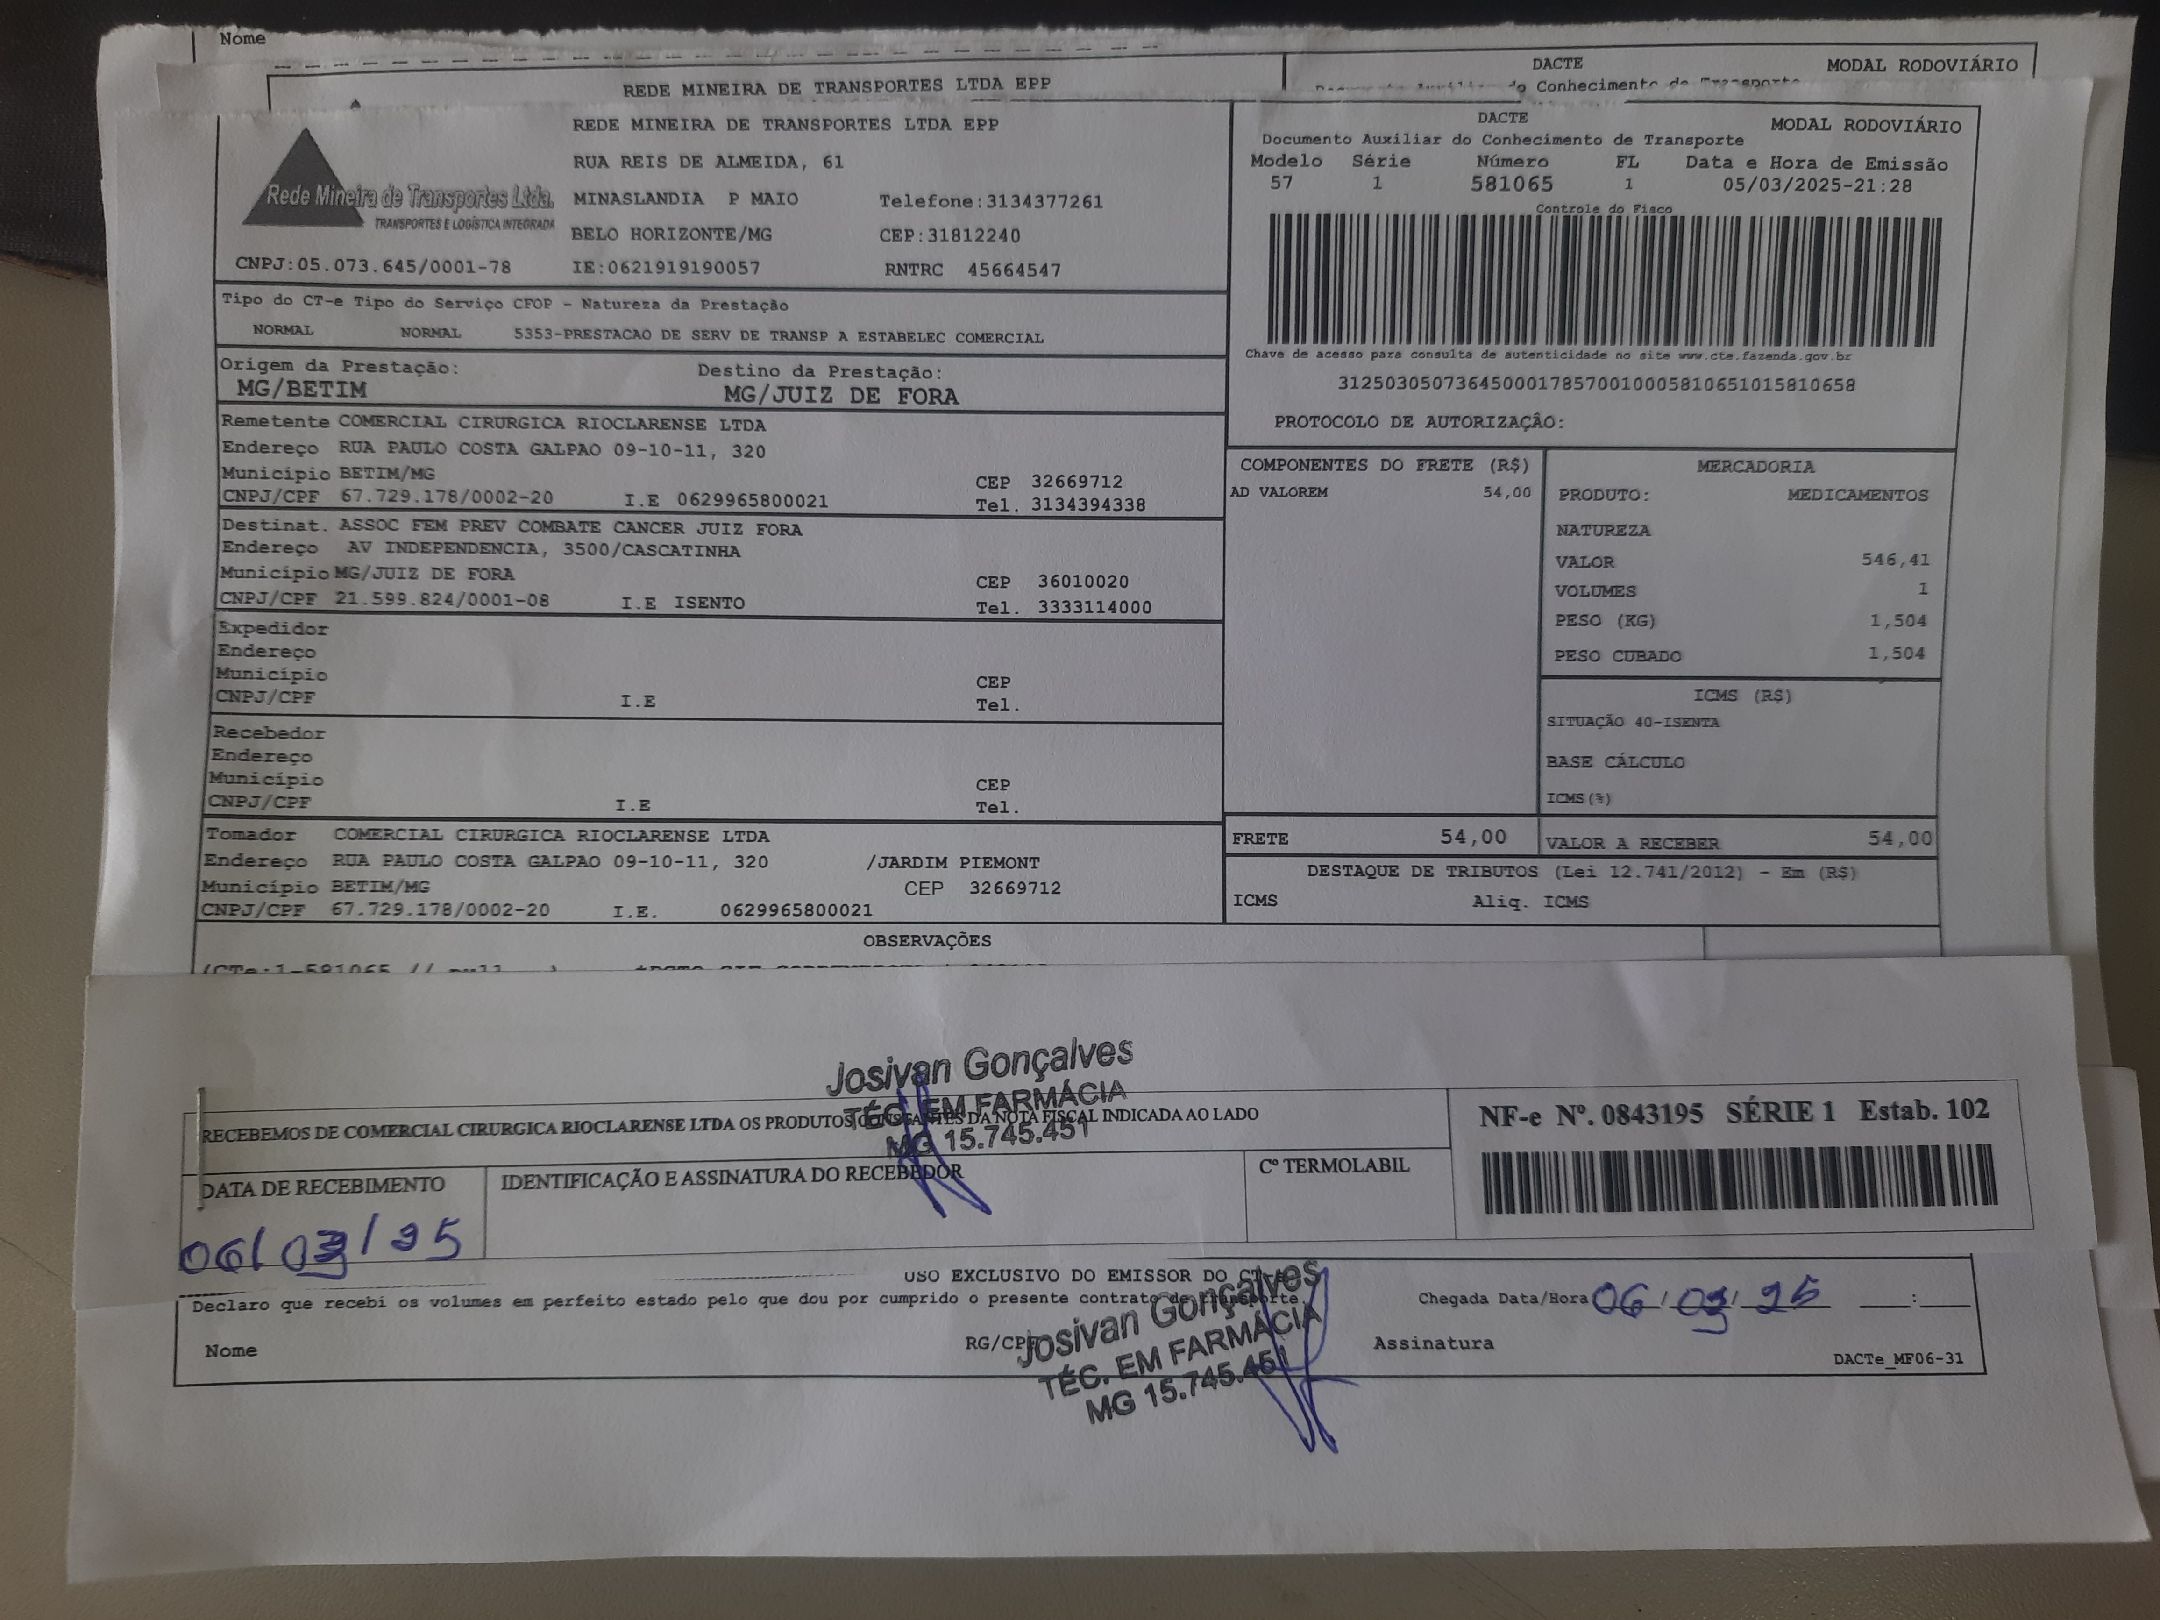 Nome
DACTE MODAL RODOVIÁRIO
REDE MINEIRA DE TRANSPORTES LTDA EPP
Conhecimento de
REDE MINEIRA DE TRANSPORTES LTDA EPP
RUA REIS DE ALMEIDA, 61
MINASLANDIA P MAIO Telefone:3134377261
BELO HORIZONTE/MG CEP:31812240
Rede Mineira de Transportes Ltda.
TRANSPORTES E LOGÍSTICA INTEGRADA
CNPJ:05.073.645/0001-78 IE:0621919190057 RNTRC 45664547
DACTE MODAL RODOVIÁRIO
Documento Auxiliar do Conhecimento de Transporte
Modelo Série Número FL Data e Hora de Emissão
57 1 581065 1 05/03/2025-21:28
Controle do Fisco
Chave de acesso para consulta de autenticidade no site www.cte.fazenda.gov.br
31250305073645000178570010005810651015810658
PROTOCOLO DE AUTORIZAÇÂO:
Tipo do CT-e Tipo do Serviço CFOP - Natureza da Prestação
NORMAL NORMAL 5353-PRESTACAO DE SERV DE TRANSP A ESTABELEC COMERCIAL
Origem da Prestação: Destino da Prestação:
MG/BETIM MG/JUIZ DE FORA
Remetente COMERCIAL CIRURGICA RIOCLARENSE LTDA
Endereço RUA PAULO COSTA GALPAO 09-10-11, 320
Município BETIM/MG CEP 32669712
CNPJ/CPF 67.729.178/0002-20 I.E 0629965800021 Tel. 3134394338
Destinat. ASSOC FEM PREV COMBATE CANCER JUIZ FORA
Endereço AV INDEPENDENCIA, 3500/CASCATINHA
Município MG/JUIZ DE FORA CEP 36010020
CNPJ/CPF 21.599.824/0001-08 I.E ISENTO Tel. 3333114000
Expedidor
Endereço
Município CEP
CNPJ/CPF I.E Tel.
Recebedor
Endereço
Município CEP
CNPJ/CPF I.E Tel.
Tomador COMERCIAL CIRURGICA RIOCLARENSE LTDA
Endereço RUA PAULO COSTA GALPAO 09-10-11, 320 /JARDIM PIEMONT
Município BETIM/MG CEP 32669712
CNPJ/CPF 67.729.178/0002-20 I.E. 0629965800021
COMPONENTES DO FRETE (R$)
AD VALOREM 54,00
MERCADORIA
PRODUTO: MEDICAMENTOS
NATUREZA
VALOR 546,41
VOLUMES 1
PESO (KG) 1,504
PESO CUBADO 1,504
ICMS (R$)
SITUAÇÃO 40-ISENTA
BASE CÁLCULO
ICMS(%)
FRETE 54,00 VALOR A RECEBER 54,00
DESTAQUE DE TRIBUTOS (Lei 12.741/2012) - Em (R$)
ICMS Aliq. ICMS
OBSERVAÇÕES
Josivan Gonçalves
TÉC. EM FARMÁCIA
MG 15.745.451
RECEBEMOS DE COMERCIAL CIRURGICA RIOCLARENSE LTDA OS PRODUTOS CONSTANTES DA NOTA FISCAL INDICADA AO LADO
NF-e Nº. 0843195 SÉRIE 1 Estab. 102
DATA DE RECEBIMENTO IDENTIFICAÇÃO E ASSINATURA DO RECEBEDOR Cº TERMOLABIL
06/03/25
USO EXCLUSIVO DO EMISSOR DO CT-e
Declaro que recebi os volumes em perfeito estado pelo que dou por cumprido o presente contrato de transporte. Chegada Data/Hora 06/03/25 __:__
Nome RG/CPF Assinatura
Josivan Gonçalves
TÉC. EM FARMÁCIA
MG 15.745.451
DACTe_MF06-31